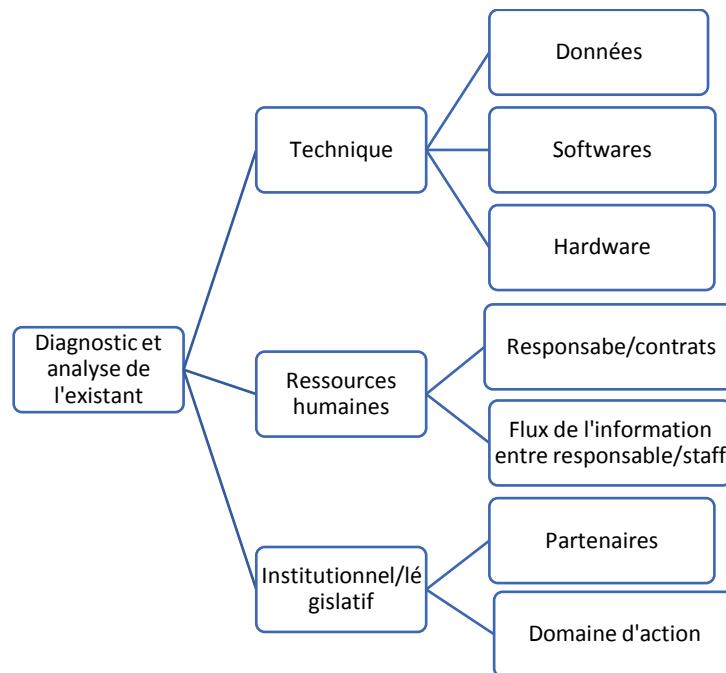 Données
Technique
Softwares
Hardware
Diagnostic et
analyse de
l'existant
Ressources
humaines
Responsabe/contrats
Flux de l'information
entre responsable/staff
Institutionnel/lé
gislatif
Partenaires
Domaine d'action